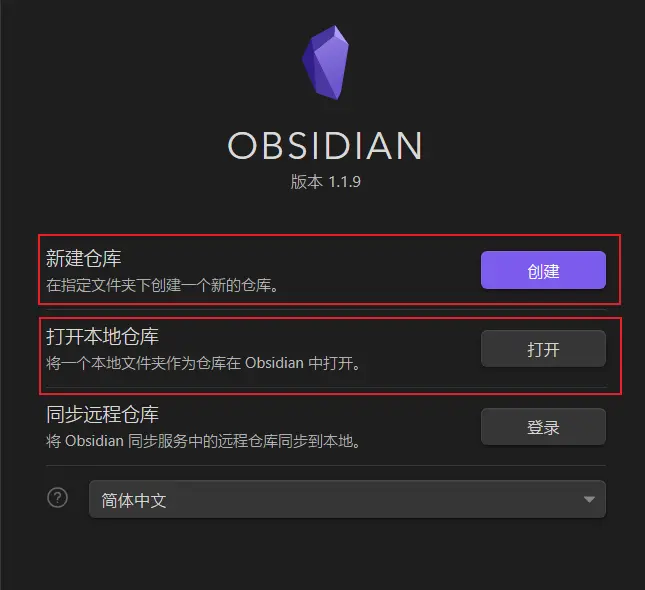 OBSIDIAN
版本 1.1.9
新建仓库
在指定文件夹下创建一个新的仓库。
创建
打开本地仓库
将一个本地文件夹作为仓库在 Obsidian 中打开。
打开
同步远程仓库
将 Obsidian 同步服务中的远程仓库同步到本地。
登录
?
简体中文